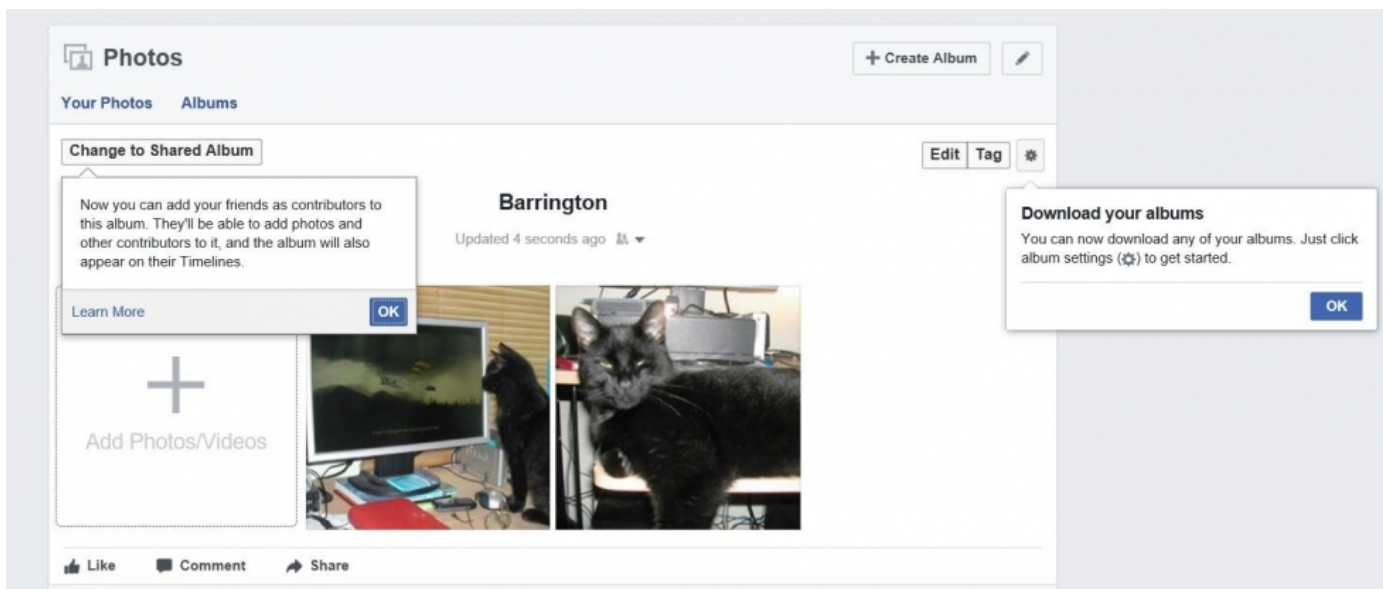 Photos
+ Create Album
Your Photos Albums
Change to Shared Album
Edit Tag
Now you can add your friends as contributors to
this album. They'll be able to add photos and
other contributors to it, and the album will also
appear on their Timelines.
Learn More
OK
Barrington
Updated 4 seconds ago
Download your albums
You can now download any of your albums. Just click
album settings (⚙) to get started.
OK
Add Photos/Videos
Like Comment Share